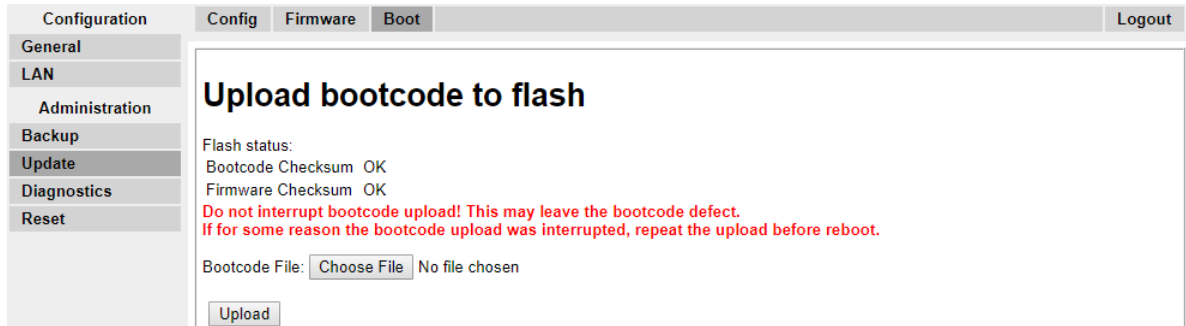 Configuration
Config Firmware Boot Logout
General
LAN
Administration
Backup
Update
Diagnostics
Reset
Upload bootcode to flash
Flash status:
Bootcode Checksum OK
Firmware Checksum OK
Do not interrupt bootcode upload! This may leave the bootcode defect.
If for some reason the bootcode upload was interrupted, repeat the upload before reboot.
Bootcode File: Choose File No file chosen
Upload